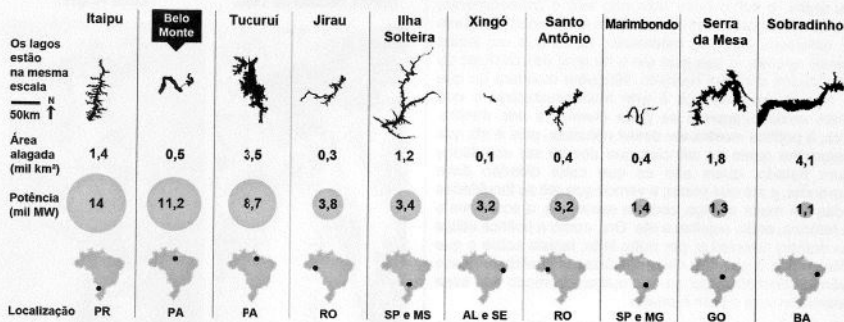 Itaipu Belo Monte Tucuruí Jirau Ilha Solteira Xingó Santo Antônio Marimbondo Serra da Mesa Sobradinho
Os lagos
estão
na mesma
escala
N
50km
Área
alagada
(mil km²)
1,4 0,5 3,5 0,3 1,2 0,1 0,4 0,4 1,8 4,1
Potência
(mil MW)
14 11,2 8,7 3,8 3,4 3,2 3,2 1,4 1,3 1,1
Localização PR PA PA RO SP e MS AL e SE RO SP e MG GO BA